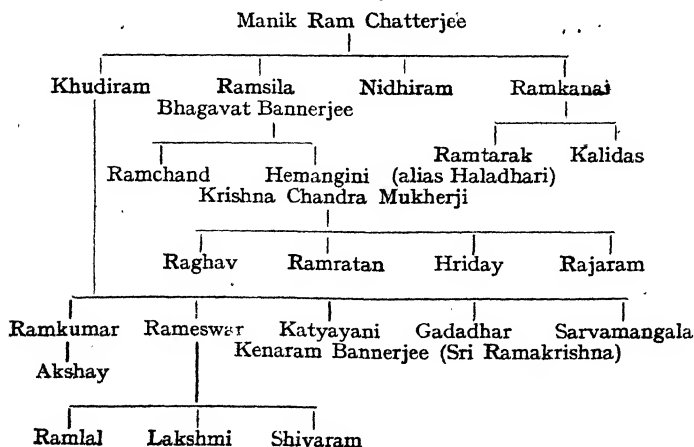 Manik Ram Chatterjee
Khudiram Ramsila Nidhiram Ramkanai
Bhagavat Bannerjee
Ramtarak Kalidas
Ramchand Hemangini (alias Haladhari)
Krishna Chandra Mukherji
Raghav Ramratan Hriday Rajaram
Ramkumar Rameswar Katyayani Gadadhar Sarvamangala
Kenaram Bannerjee (Sri Ramakrishna)
Akshay
Ramlal Lakshmi Shivaram